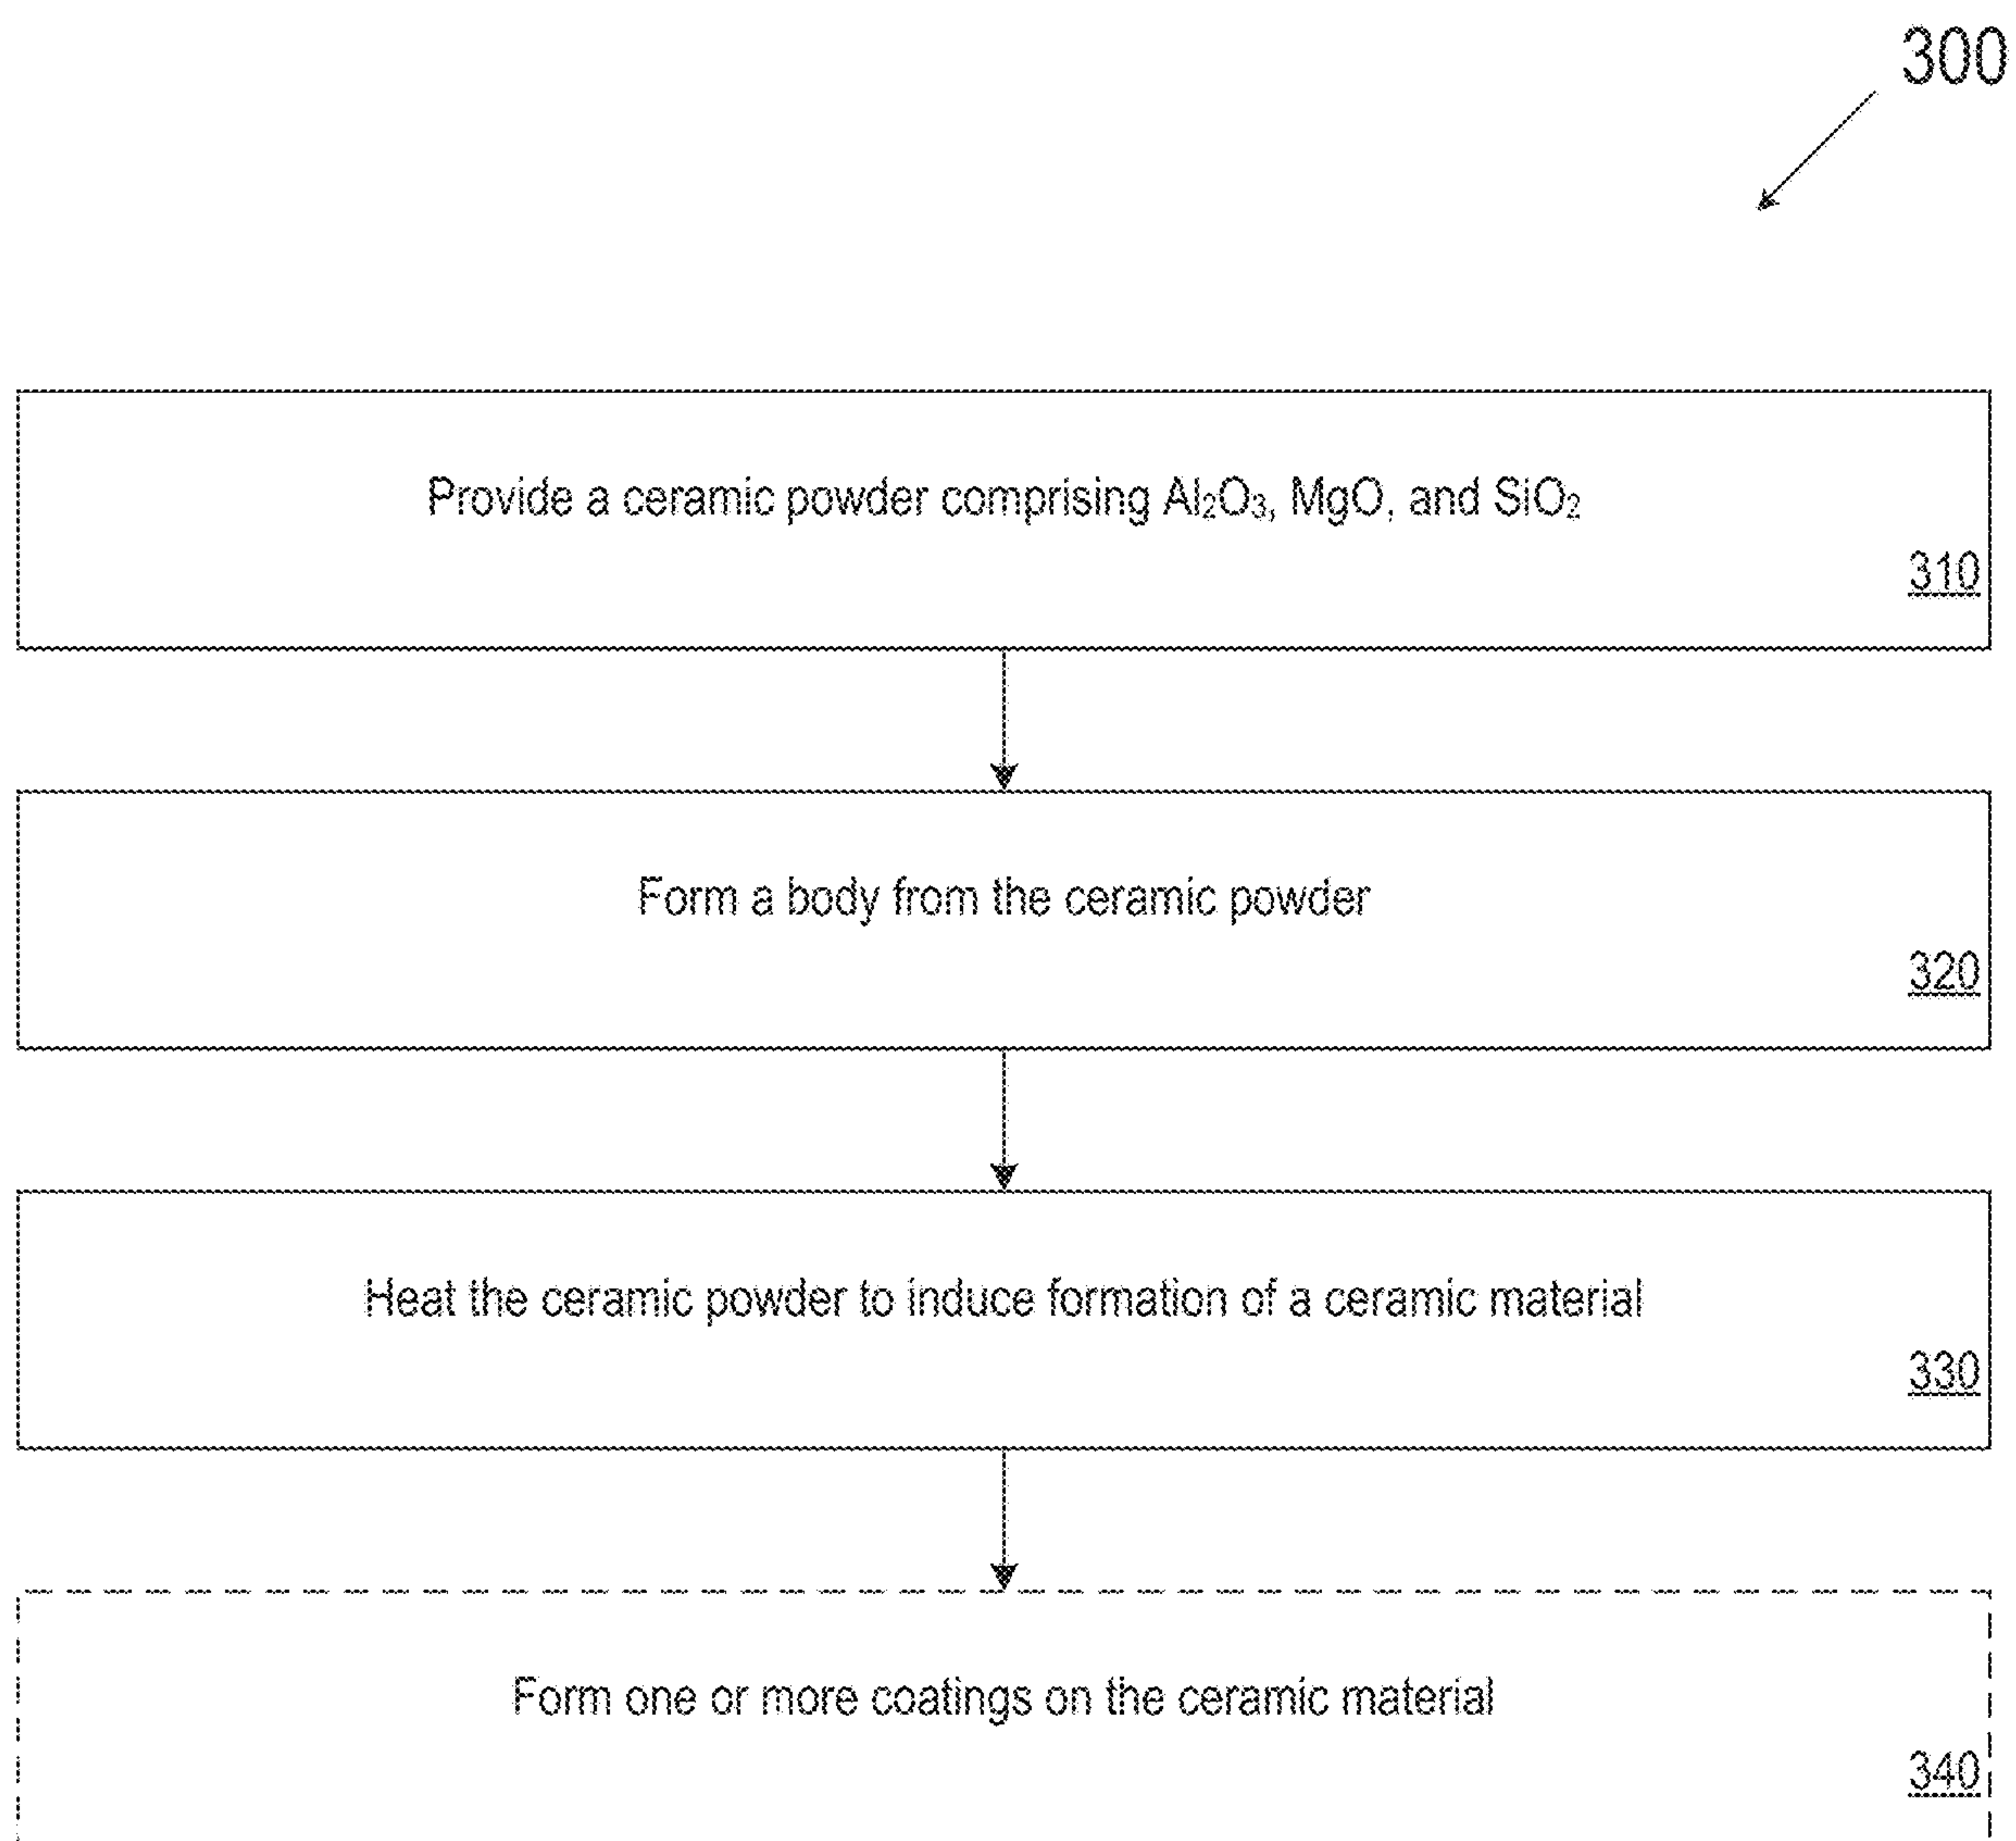 300
Provide a ceramic powder comprising Al₂O₃, MgO, and SiO₂
310
Form a body from the ceramic powder
320
Heat the ceramic powder to induce formation of a ceramic material
330
Form one or more coatings on the ceramic material
340